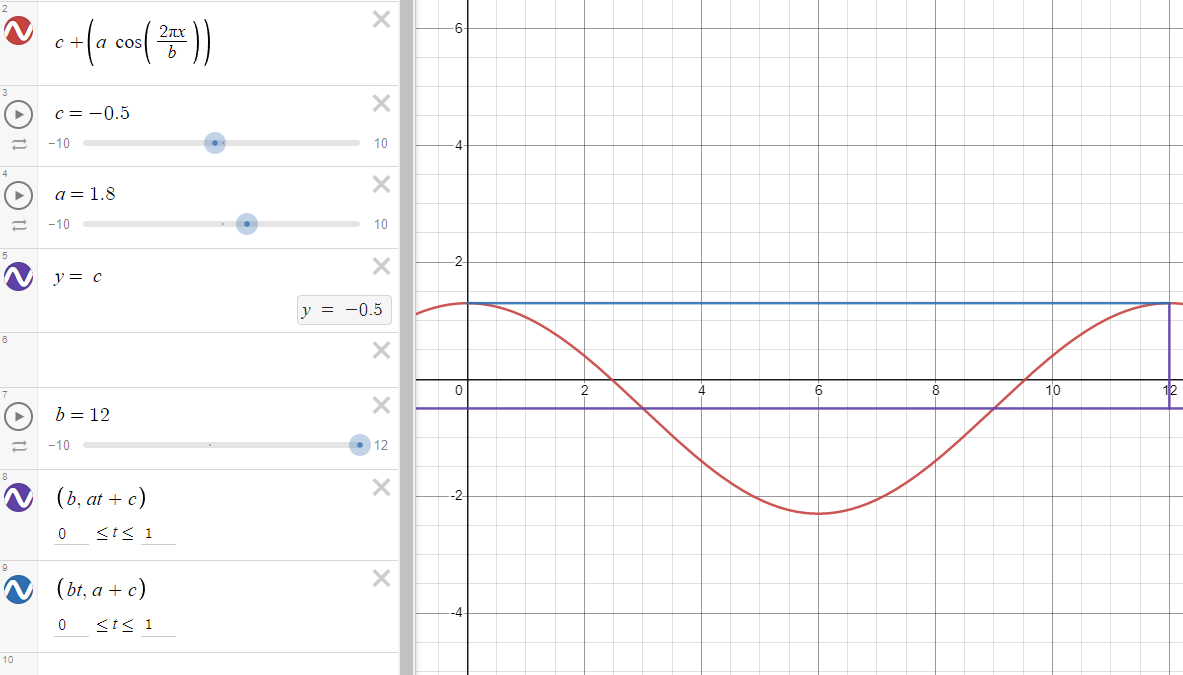 2
c + (a cos(2πx/b))
3
c = −0.5
−10 10
4
a = 1.8
−10 10
5
y = c
y = −0.5
6
7
b = 12
−10 12
8
(b, at + c)
0 ≤ t ≤ 1
9
(bt, a + c)
0 ≤ t ≤ 1
10
6
4
2
0 2 4 6 8 10 12
-2
-4